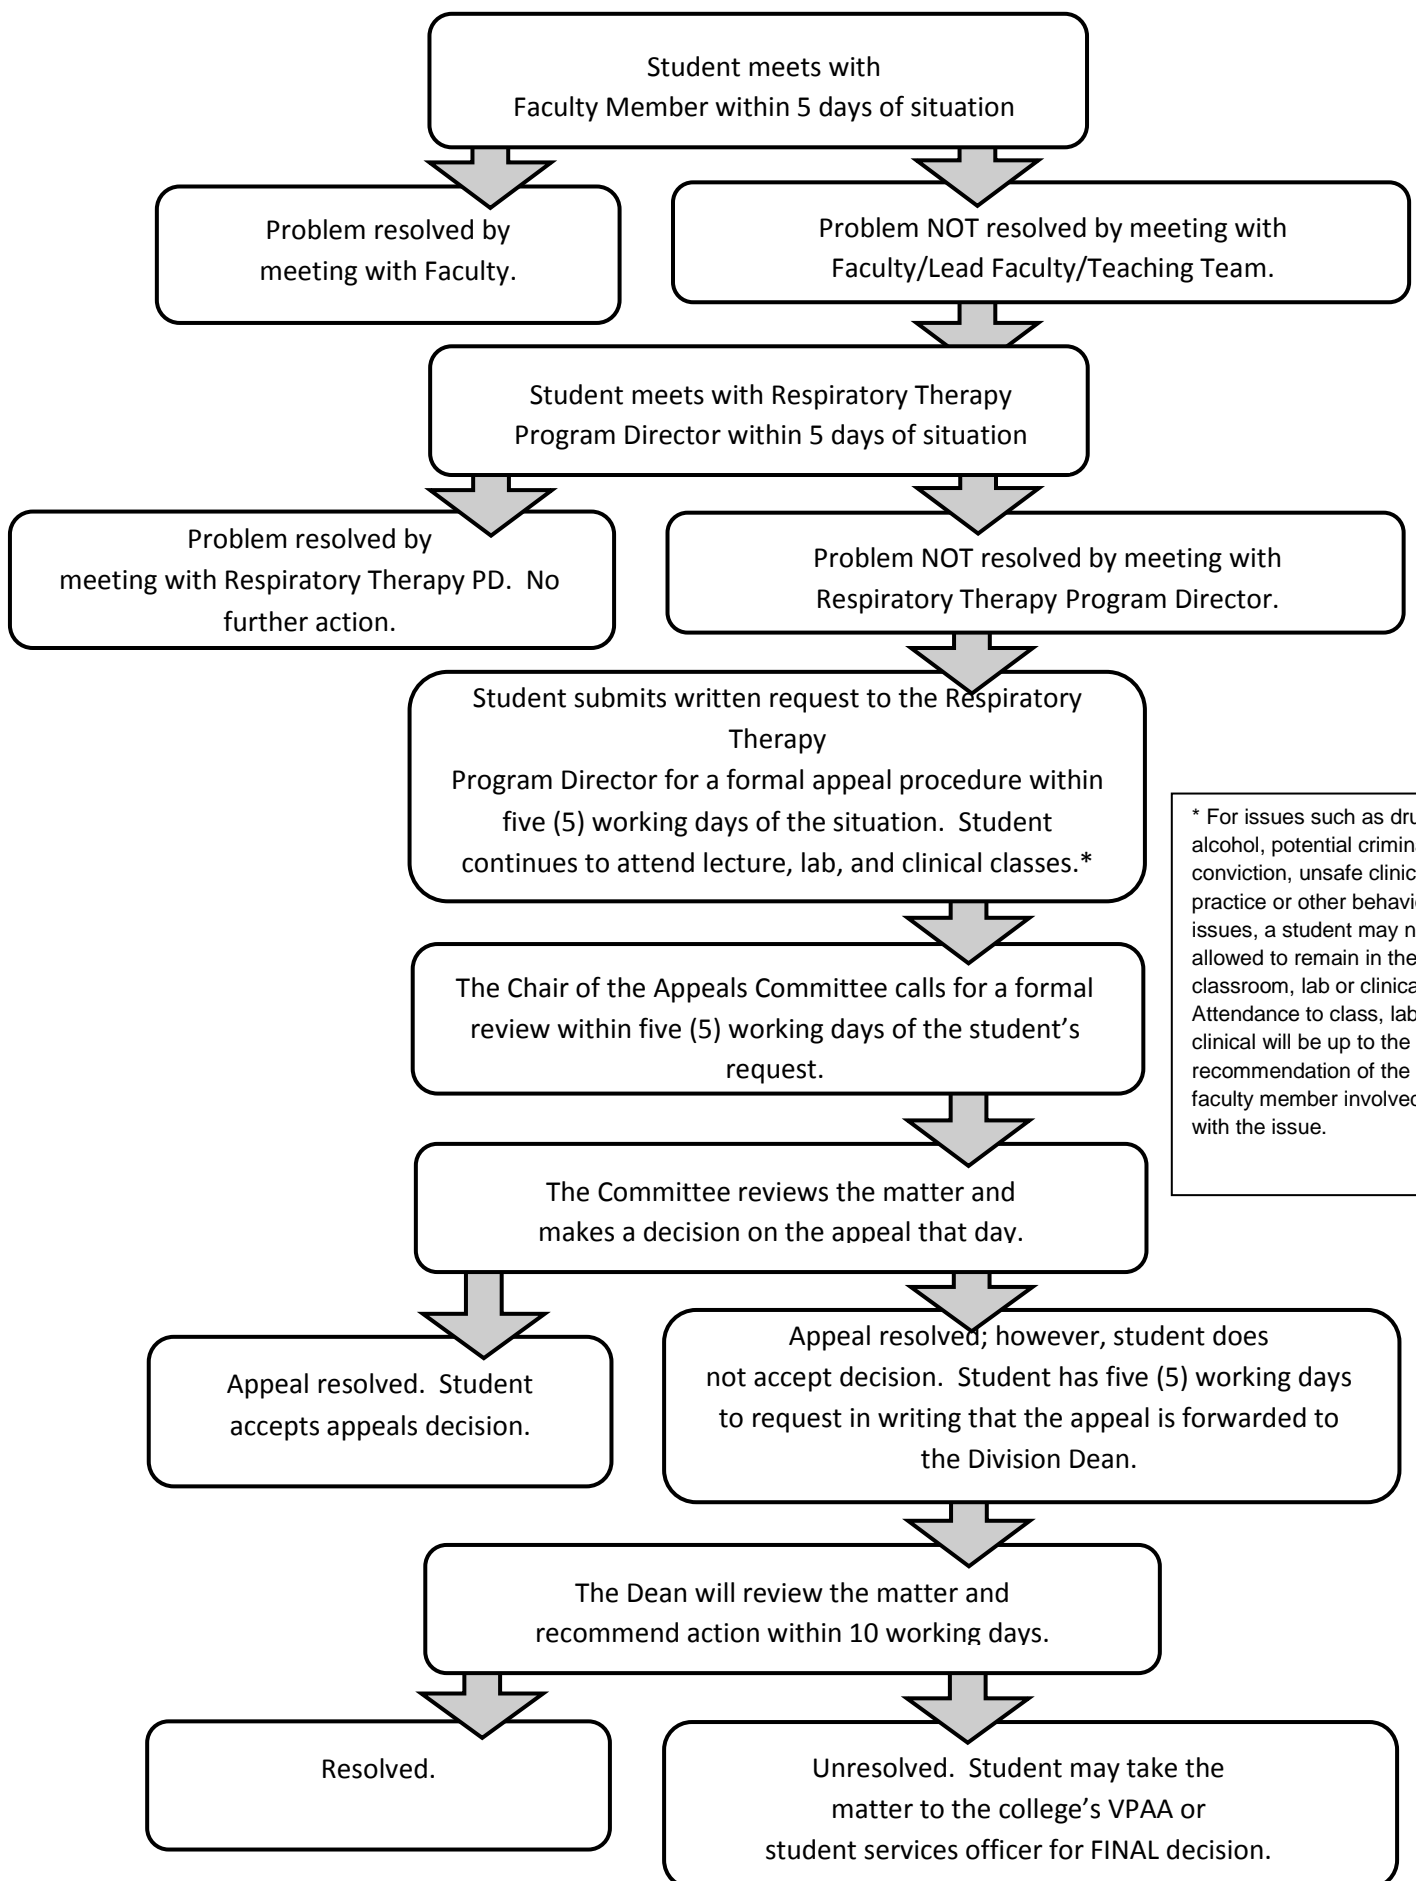 Student meets with
Faculty Member within 5 days of situation
Problem resolved by
meeting with Faculty.
Problem NOT resolved by meeting with
Faculty/Lead Faculty/Teaching Team.
Student meets with Respiratory Therapy
Program Director within 5 days of situation
Problem resolved by
meeting with Respiratory Therapy PD.  No
further action.
Problem NOT resolved by meeting with
Respiratory Therapy Program Director.
Student submits written request to the Respiratory
Therapy
Program Director for a formal appeal procedure within
five (5) working days of the situation.  Student
continues to attend lecture, lab, and clinical classes.*
* For issues such as
alcohol, potential
conviction, unsafe
practice or other
issues, a student may
allowed to remain in the
classroom, lab or
Attendance to class, lab
clinical will be up to the
recommendation of the
faculty member
with the issue.
The Chair of the Appeals Committee calls for a formal
review within five (5) working days of the student’s
request.
The Committee reviews the matter and
makes a decision on the appeal that day.
Appeal resolved.  Student
accepts appeals decision.
Appeal resolved; however, student does
not accept decision.  Student has five (5) working days
to request in writing that the appeal is forwarded to
the Division Dean.
The Dean will review the matter and
recommend action within 10 working days.
Resolved.
Unresolved.  Student may take the
matter to the college’s VPAA or
student services officer for FINAL decision.